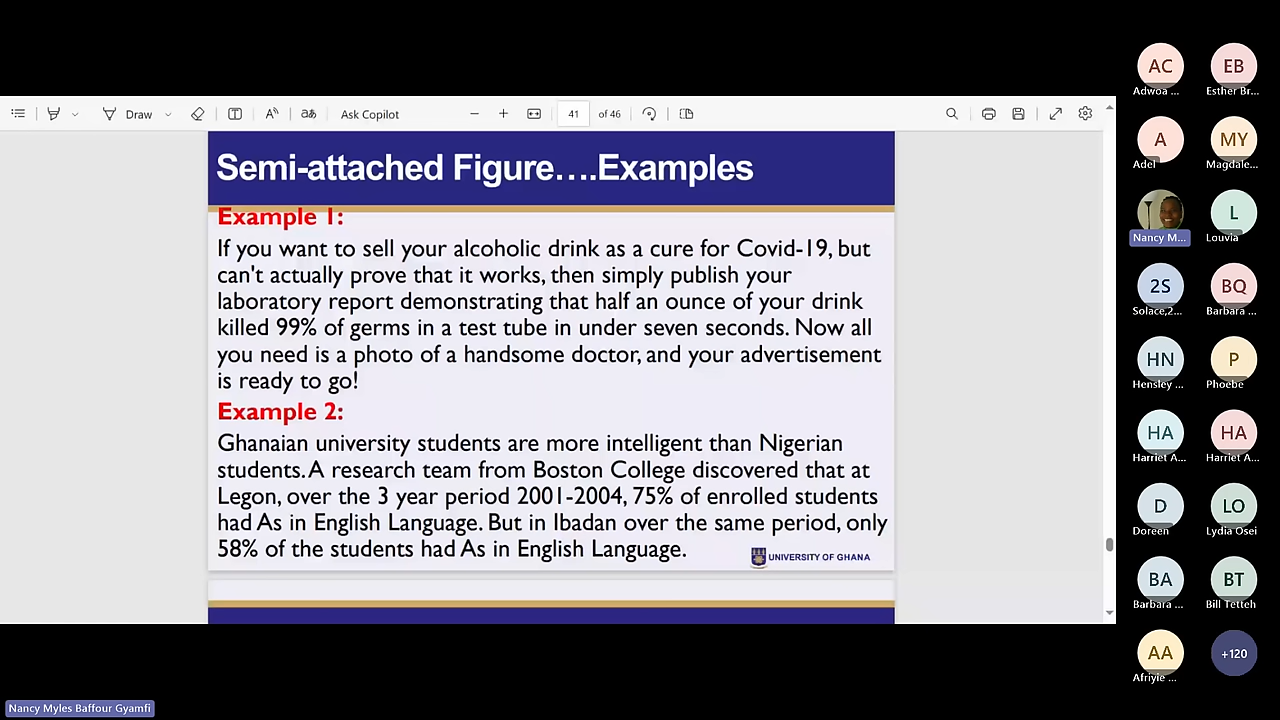 Draw
Ask Copilot
41
of 46
Semi-attached Figure....Examples
Example 1:
If you want to sell your alcoholic drink as a cure for Covid-19, but
can't actually prove that it works, then simply publish your
laboratory report demonstrating that half an ounce of your drink
killed 99% of germs in a test tube in under seven seconds. Now all
you need is a photo of a handsome doctor, and your advertisement
is ready to go!
Example 2:
Ghanaian university students are more intelligent than Nigerian
students. A research team from Boston College discovered that at
Legon, over the 3 year period 2001-2004, 75% of enrolled students
had As in English Language. But in Ibadan over the same period, only
58% of the students had As in English Language.
UNIVERSITY OF GHANA
AC
EB
Adwoa ...
Esther Br...
A
MY
Adel
Magdale...
L
Nancy M...
Louvia
2S
BQ
Solace,2...
Barbara ...
HN
P
Hensley ...
Phoebe
HA
HA
Harriet A...
Harriet A...
D
LO
Doreen
Lydia Osei
BA
BT
Barbara ...
Bill Tetteh
AA
+120
Afriyie ...
Nancy Myles Baffour Gyamfi